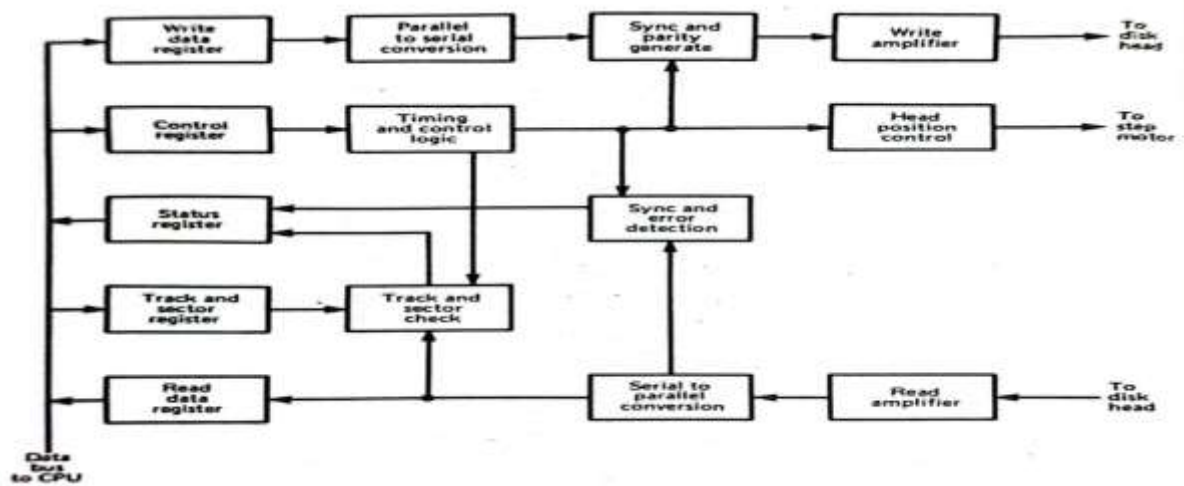 Write
data
register
Parallel
to serial
conversion
Sync and
parity
generate
Write
amplifier
To
disk
head
Control
register
Timing
and control
logic
Head
position
control
To
step
motor
Status
register
Sync and
error
detection
Track and
sector
register
Track and
sector
check
Read
data
register
Serial to
parallel
conversion
Read
amplifier
To
disk
head
Data
bus
to CPU